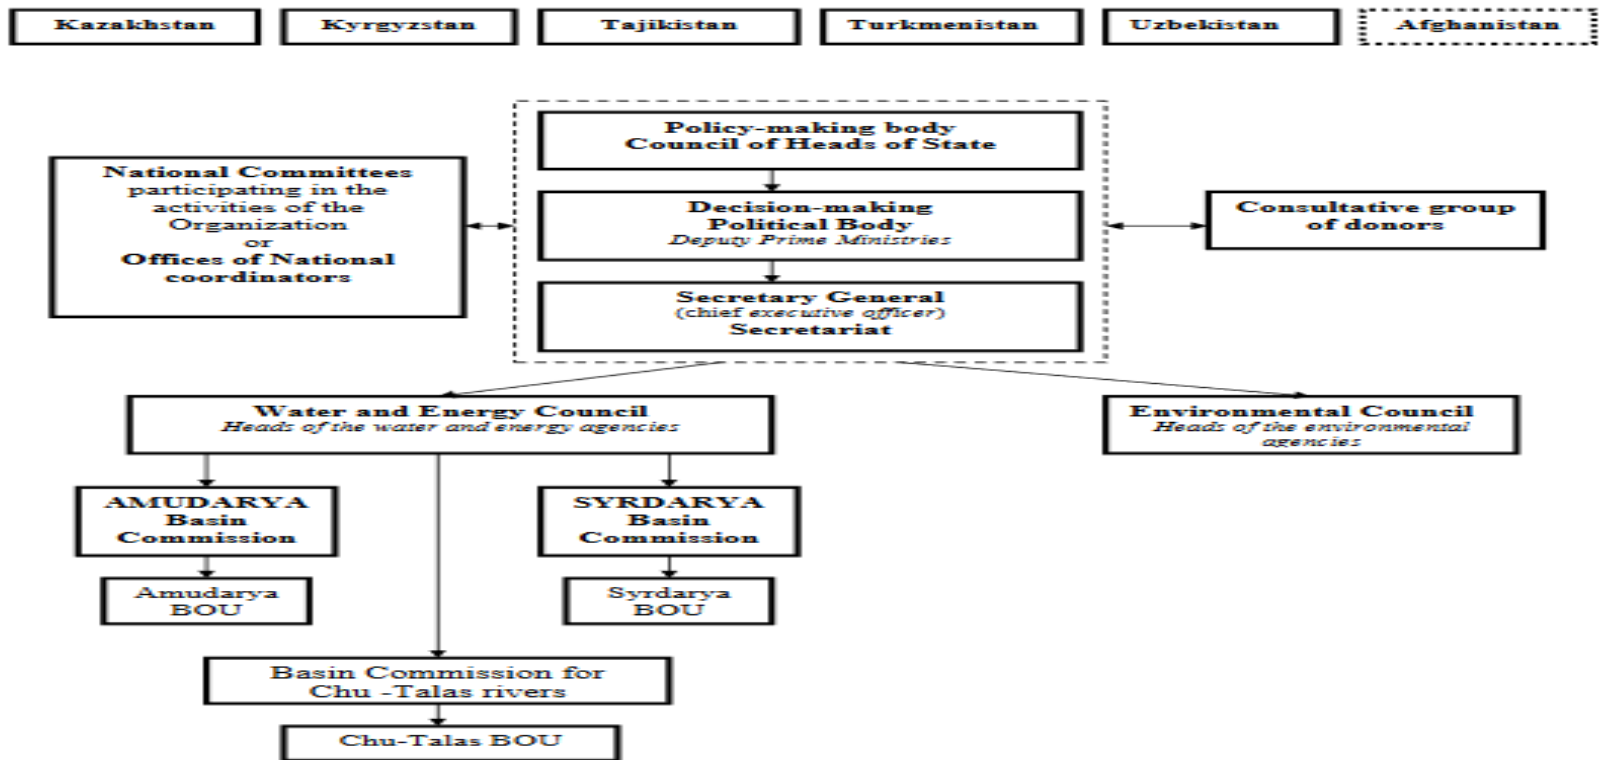 Kazakhstan
Kyrgyzstan
Tajikistan
Turkmenistan
Uzbekistan
Afghanistan
Policy-making body
Council of Heads of State
National Committees
participating in the
activities of the
Organization
or
Offices of National
coordinators
Decision-making
Political Body
Deputy Prime Ministries
Consultative group
of donors
Secretary General
(chief executive officer)
Secretariat
Water and Energy Council
Heads of the water and energy agencies
Environmental Council
Heads of the environmental
agencies
AMUDARYA
Basin
Commission
SYRDARYA
Basin
Commission
Amudarya
BOU
Syrdarya
BOU
Basin Commission for
Chu -Talas rivers
Chu-Talas BOU